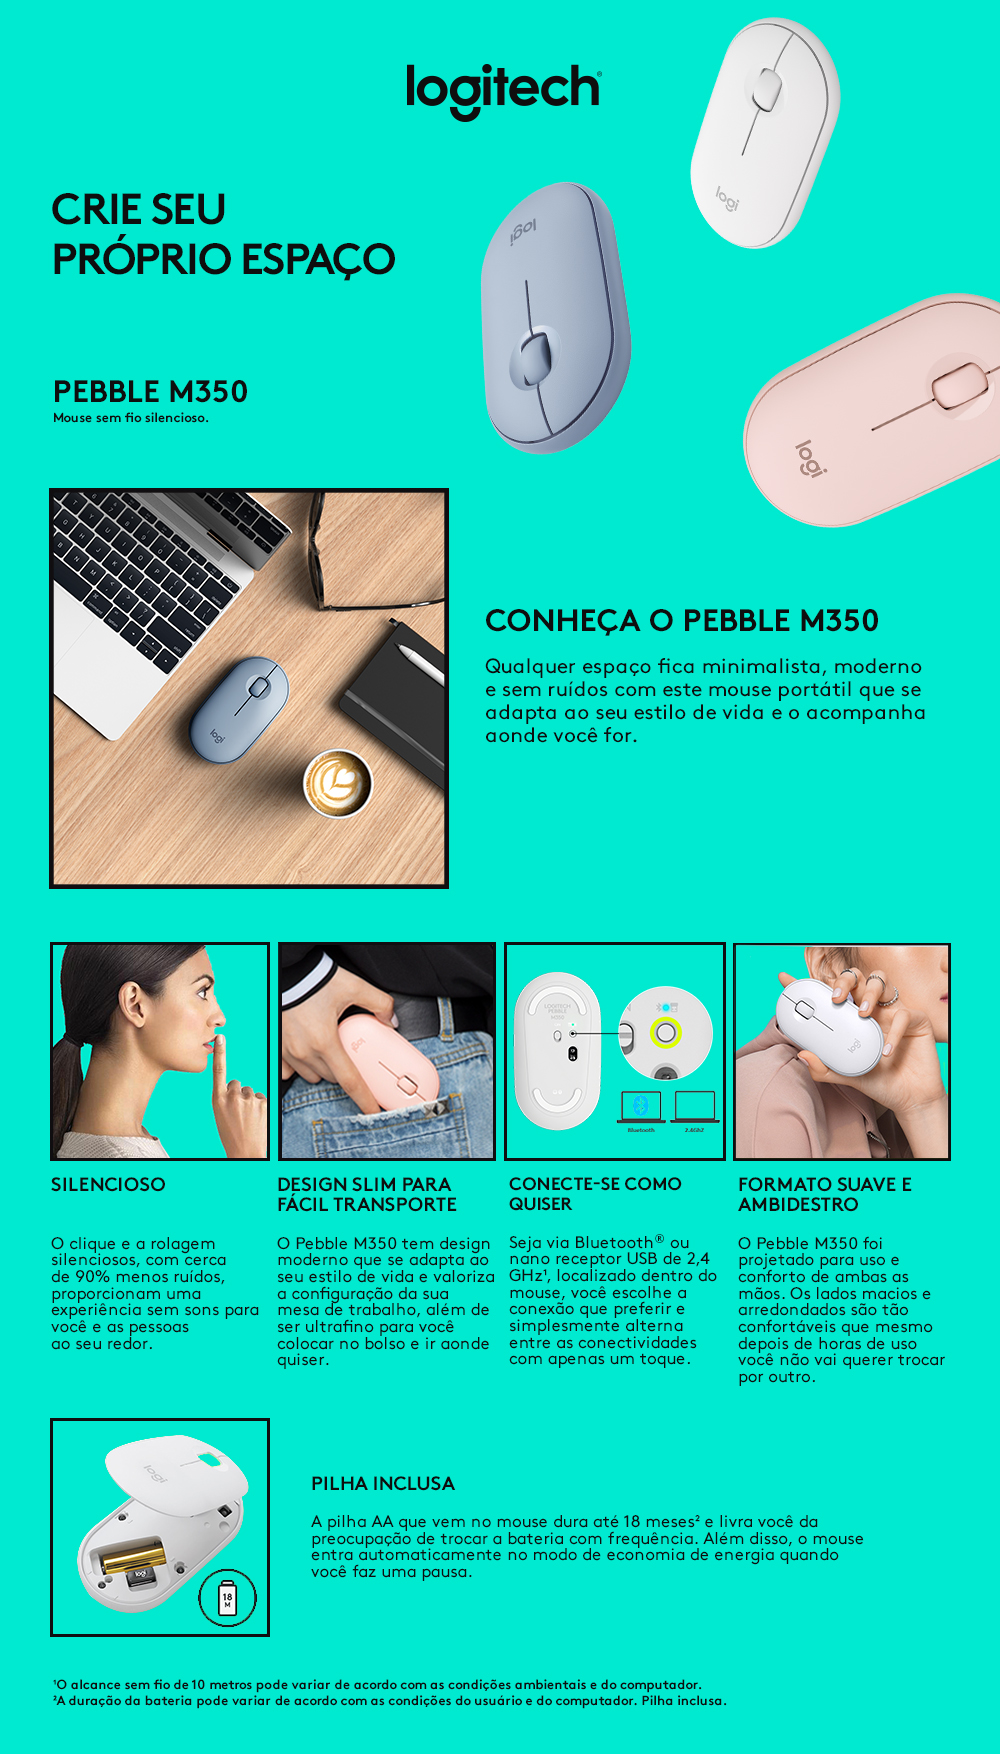 logitech
logi
logi
logi
CRIE SEU
PRÓPRIO ESPAÇO
PEBBLE M350
Mouse sem fio silencioso.
logi
CONHEÇA O PEBBLE M350
Qualquer espaço fica minimalista, moderno
e sem ruídos com este mouse portátil que se
adapta ao seu estilo de vida e o acompanha
aonde você for.
logi
LOGITECH
PEBBLE
M350
Bluetooth
2.4GhZ
logi
SILENCIOSO
O clique e a rolagem
silenciosos, com cerca
de 90% menos ruídos,
proporcionam uma
experiência sem sons para
você e as pessoas
ao seu redor.
DESIGN SLIM PARA
FÁCIL TRANSPORTE
O Pebble M350 tem design
moderno que se adapta ao
seu estilo de vida e valoriza
a configuração da sua
mesa de trabalho, além de
ser ultrafino para você
colocar no bolso e ir aonde
quiser.
CONECTE-SE COMO
QUISER
Seja via Bluetooth® ou
nano receptor USB de 2,4
GHz¹, localizado dentro do
mouse, você escolhe a
conexão que preferir e
simplesmente alterna
entre as conectividades
com apenas um toque.
FORMATO SUAVE E
AMBIDESTRO
O Pebble M350 foi
projetado para uso e
conforto de ambas as
mãos. Os lados macios e
arredondados são tão
confortáveis que mesmo
depois de horas de uso
você não vai querer trocar
por outro.
logi
logi
18
M
PILHA INCLUSA
A pilha AA que vem no mouse dura até 18 meses² e livra você da
preocupação de trocar a bateria com frequência. Além disso, o mouse
entra automaticamente no modo de economia de energia quando
você faz uma pausa.
¹O alcance sem fio de 10 metros pode variar de acordo com as condições ambientais e do computador.
²A duração da bateria pode variar de acordo com as condições do usuário e do computador. Pilha inclusa.